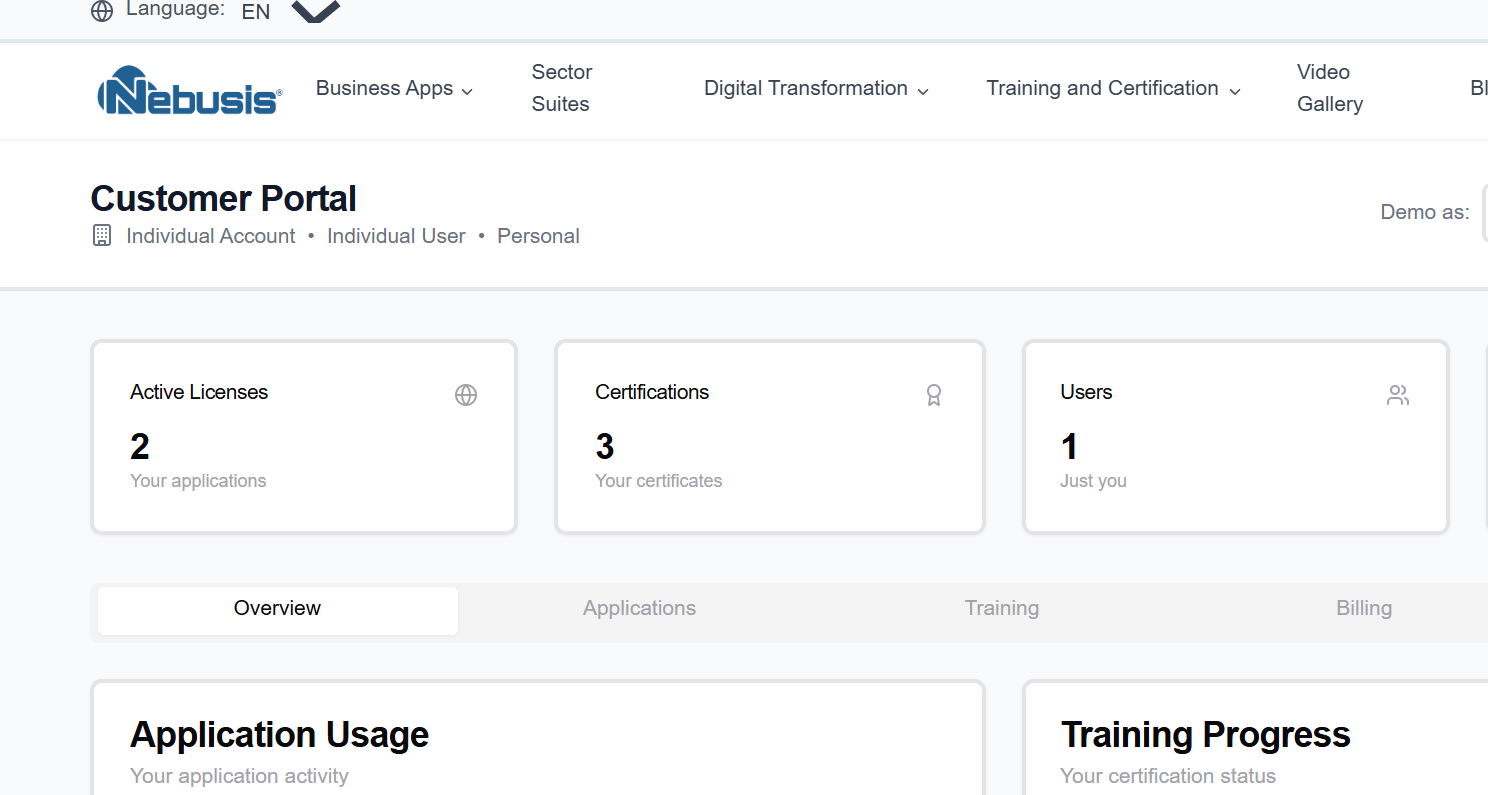 Language: EN
Nebusis®
Business Apps
Sector
Suites
Digital Transformation
Training and Certification
Video
Gallery
Customer Portal
Individual Account • Individual User • Personal
Demo as:
Active Licenses
2
Your applications
Certifications
3
Your certificates
Users
1
Just you
Overview
Applications
Training
Billing
Application Usage
Your application activity
Training Progress
Your certification status